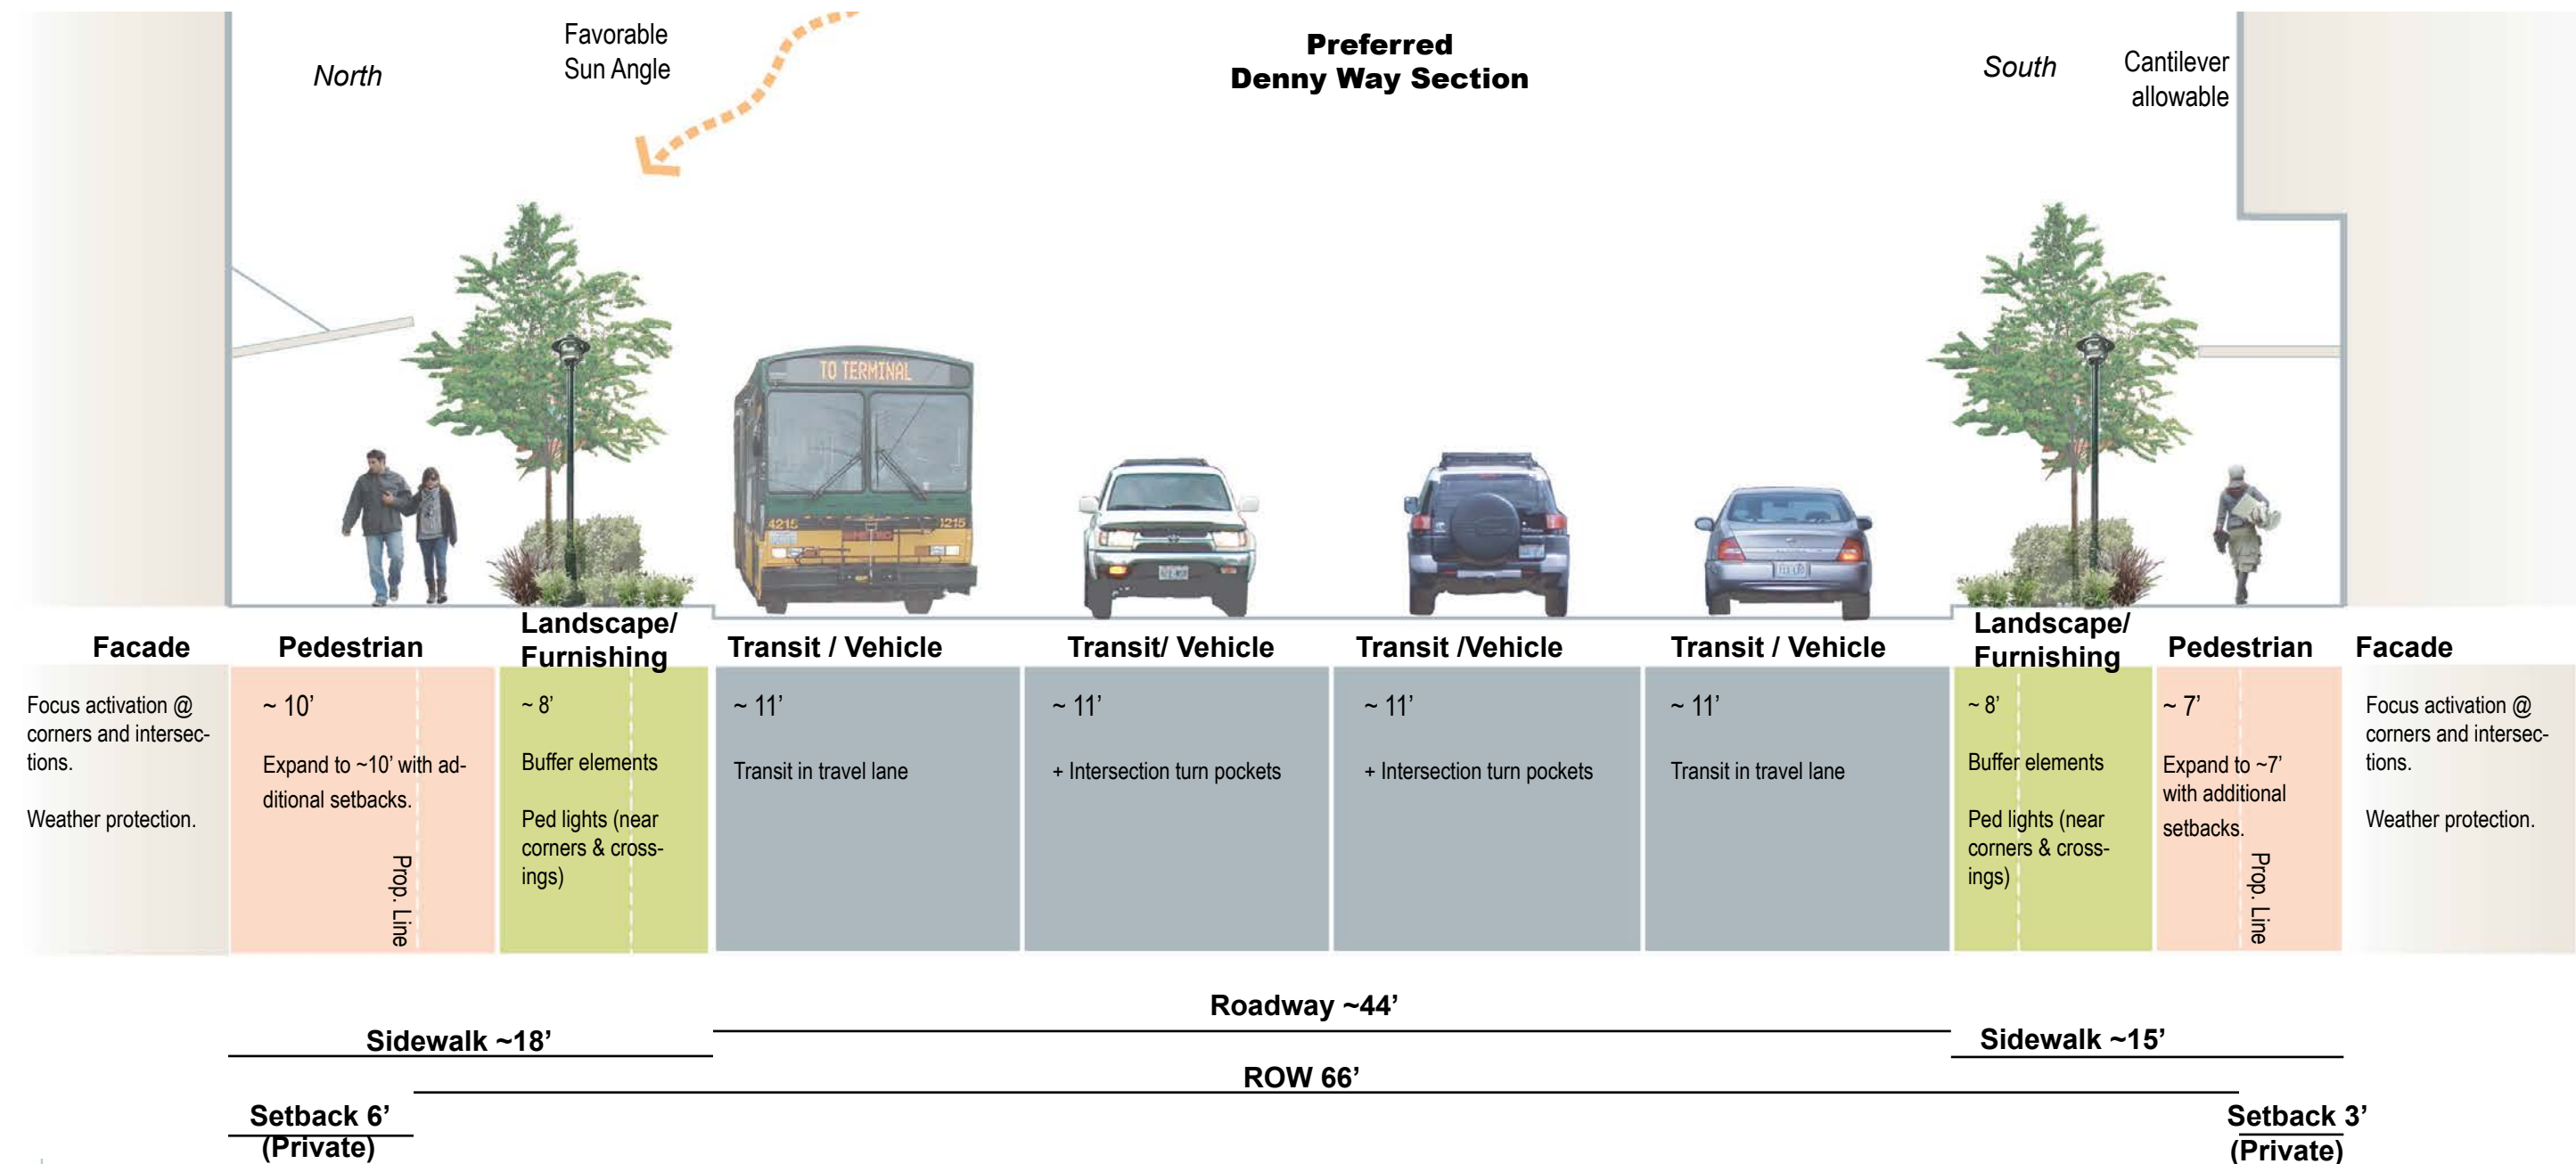 Favorable
Sun Angle
North
Preferred
Denny Way Section
South
Cantilever
allowable
TO TERMINAL
4215
1215
Facade
Pedestrian
Landscape/
Furnishing
Transit / Vehicle
Transit/ Vehicle
Transit /Vehicle
Transit / Vehicle
Landscape/
Furnishing
Pedestrian
Facade
Focus activation @
corners and intersec-
tions.
Weather protection.
~ 10’
Expand to ~10’ with ad-
ditional setbacks.
Prop. Line
~ 8’
Buffer elements
Ped lights (near
corners & cross-
ings)
~ 11’
Transit in travel lane
~ 11’
+ Intersection turn pockets
~ 11’
+ Intersection turn pockets
~ 11’
Transit in travel lane
~ 8’
Buffer elements
Ped lights (near
corners & cross-
ings)
~ 7’
Expand to ~7’
with additional
setbacks.
Prop. Line
Focus activation @
corners and intersec-
tions.
Weather protection.
Roadway ~44’
Sidewalk ~18’
Sidewalk ~15’
ROW 66’
Setback 6’
(Private)
Setback 3’
(Private)